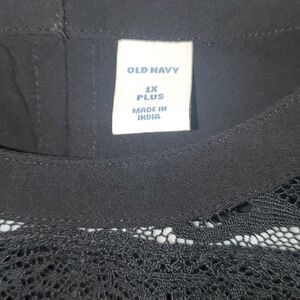 OLD NAVY
1X
PLUS
MADE IN
INDIA